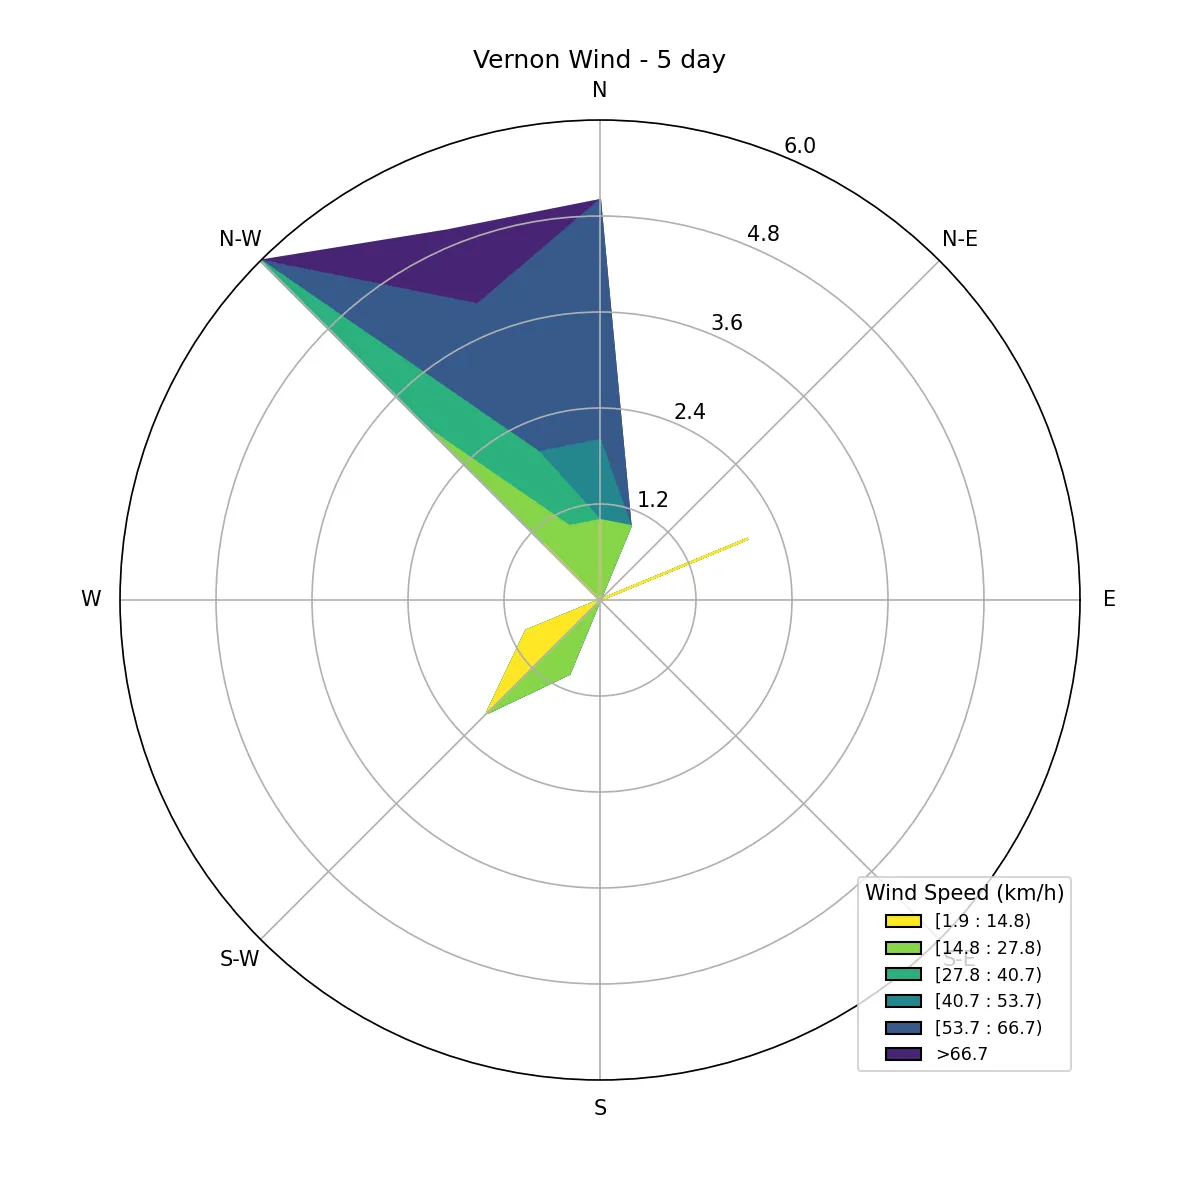 Vernon Wind - 5 day
N
6.0
N-W
4.8
N-E
3.6
2.4
1.2
W
E
S-W
S-E
S
Wind Speed (km/h)
[1.9 : 14.8)
[14.8 : 27.8)
[27.8 : 40.7)
[40.7 : 53.7)
[53.7 : 66.7)
>66.7